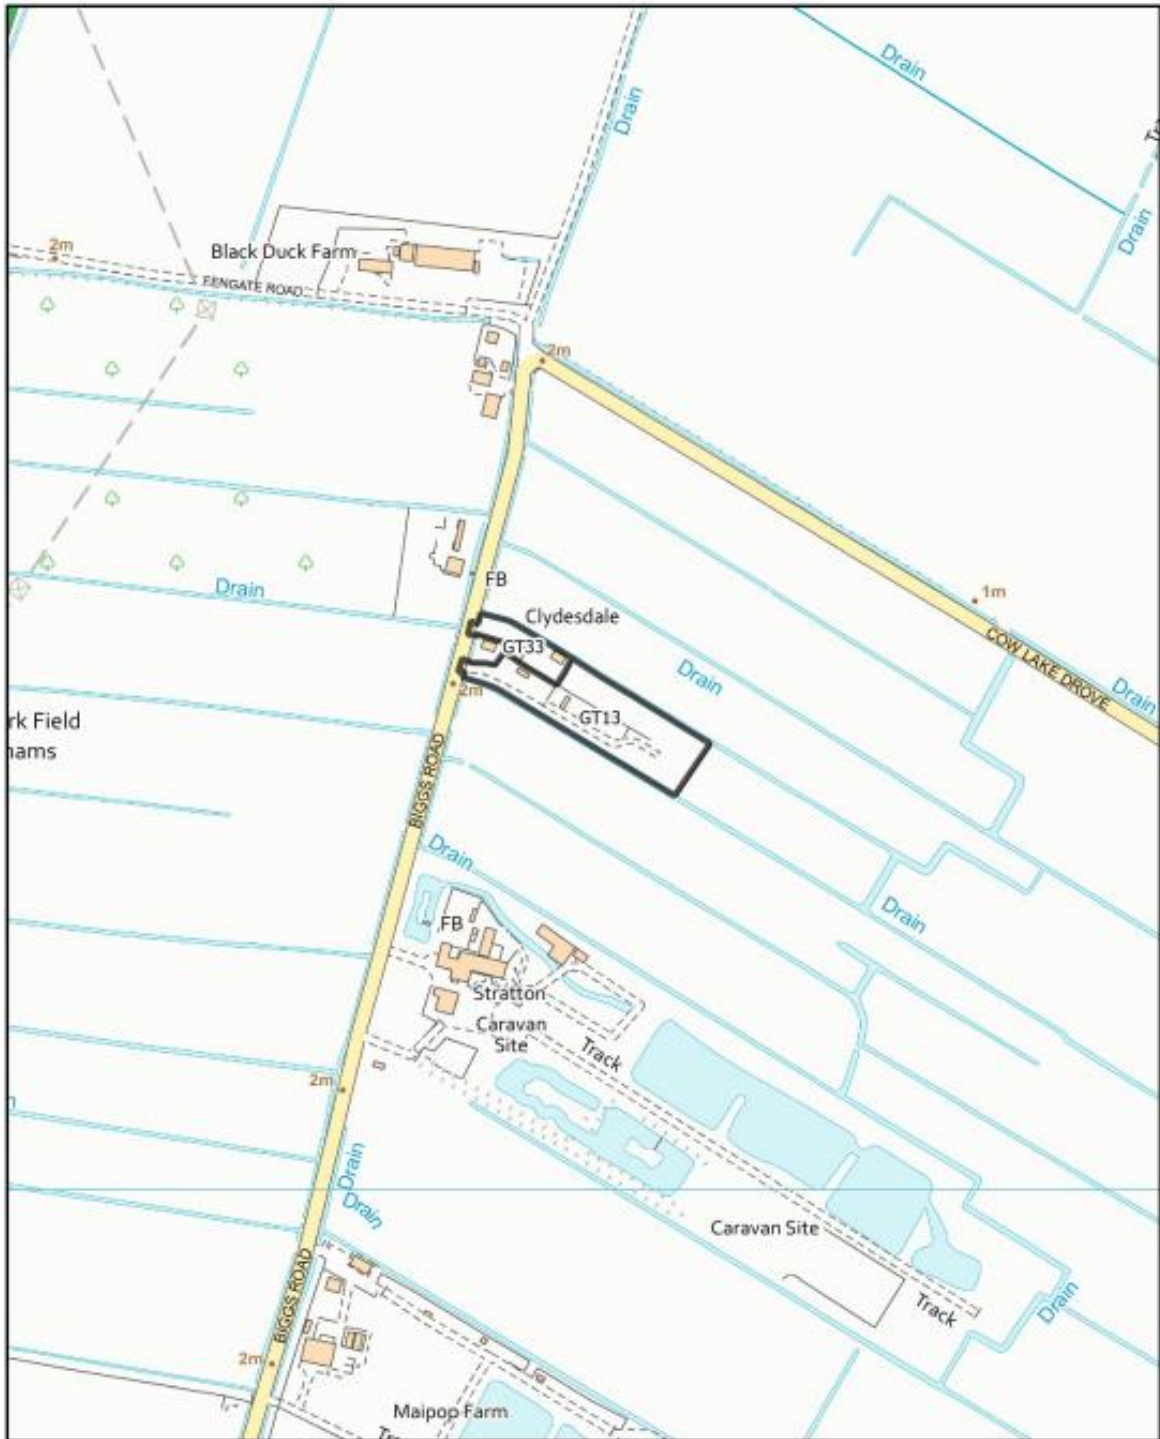 Drain
Drain
Drain
2m
Black Duck Farm
FENGATE ROAD
2m
FB
Drain
1m
Clydesdale
GT33
COW LAKE DROVE
Drain
Drain
2m
GT13
rk Field
BIGGS ROAD
Drain
Drain
FB
Stratton
Caravan
Site
Track
2m
Drain
Drain
Caravan Site
BIGGS ROAD
Track
Drain
2m
Maipop Farm